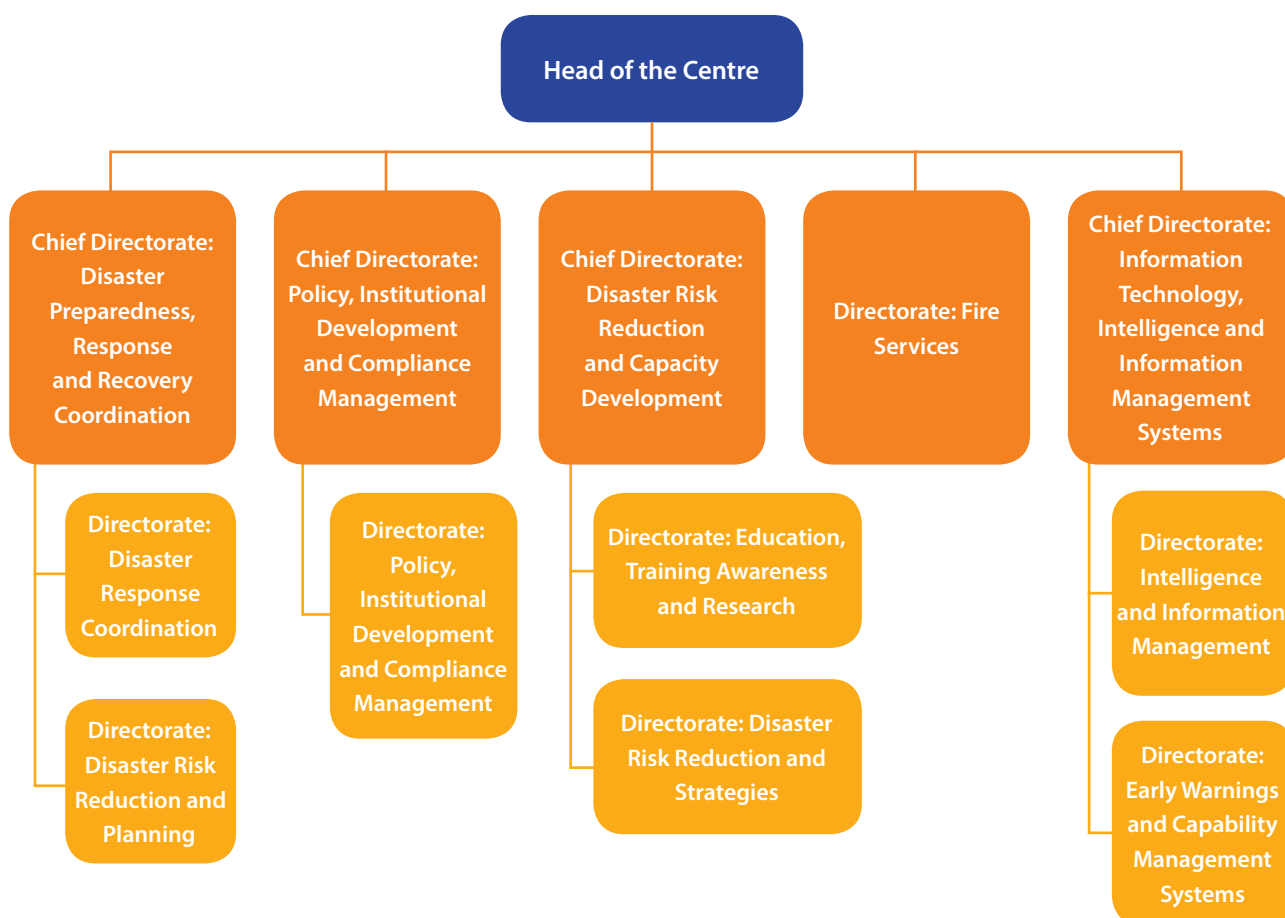 Head of the Centre
Chief Directorate:
Disaster
Preparedness,
Response
and Recovery
Coordination
Chief Directorate:
Policy, Institutional
Development
and Compliance
Management
Chief Directorate:
Disaster Risk
Reduction
and Capacity
Development
Directorate: Fire
Services
Chief Directorate:
Information
Technology,
Intelligence and
Information
Management
Systems
Directorate:
Disaster
Response
Coordination
Directorate:
Disaster Risk
Reduction and
Planning
Directorate:
Policy,
Institutional
Development
and Compliance
Management
Directorate: Education,
Training Awareness
and Research
Directorate: Disaster
Risk Reduction and
Strategies
Directorate:
Intelligence
and Information
Management
Directorate:
Early Warnings
and Capability
Management
Systems